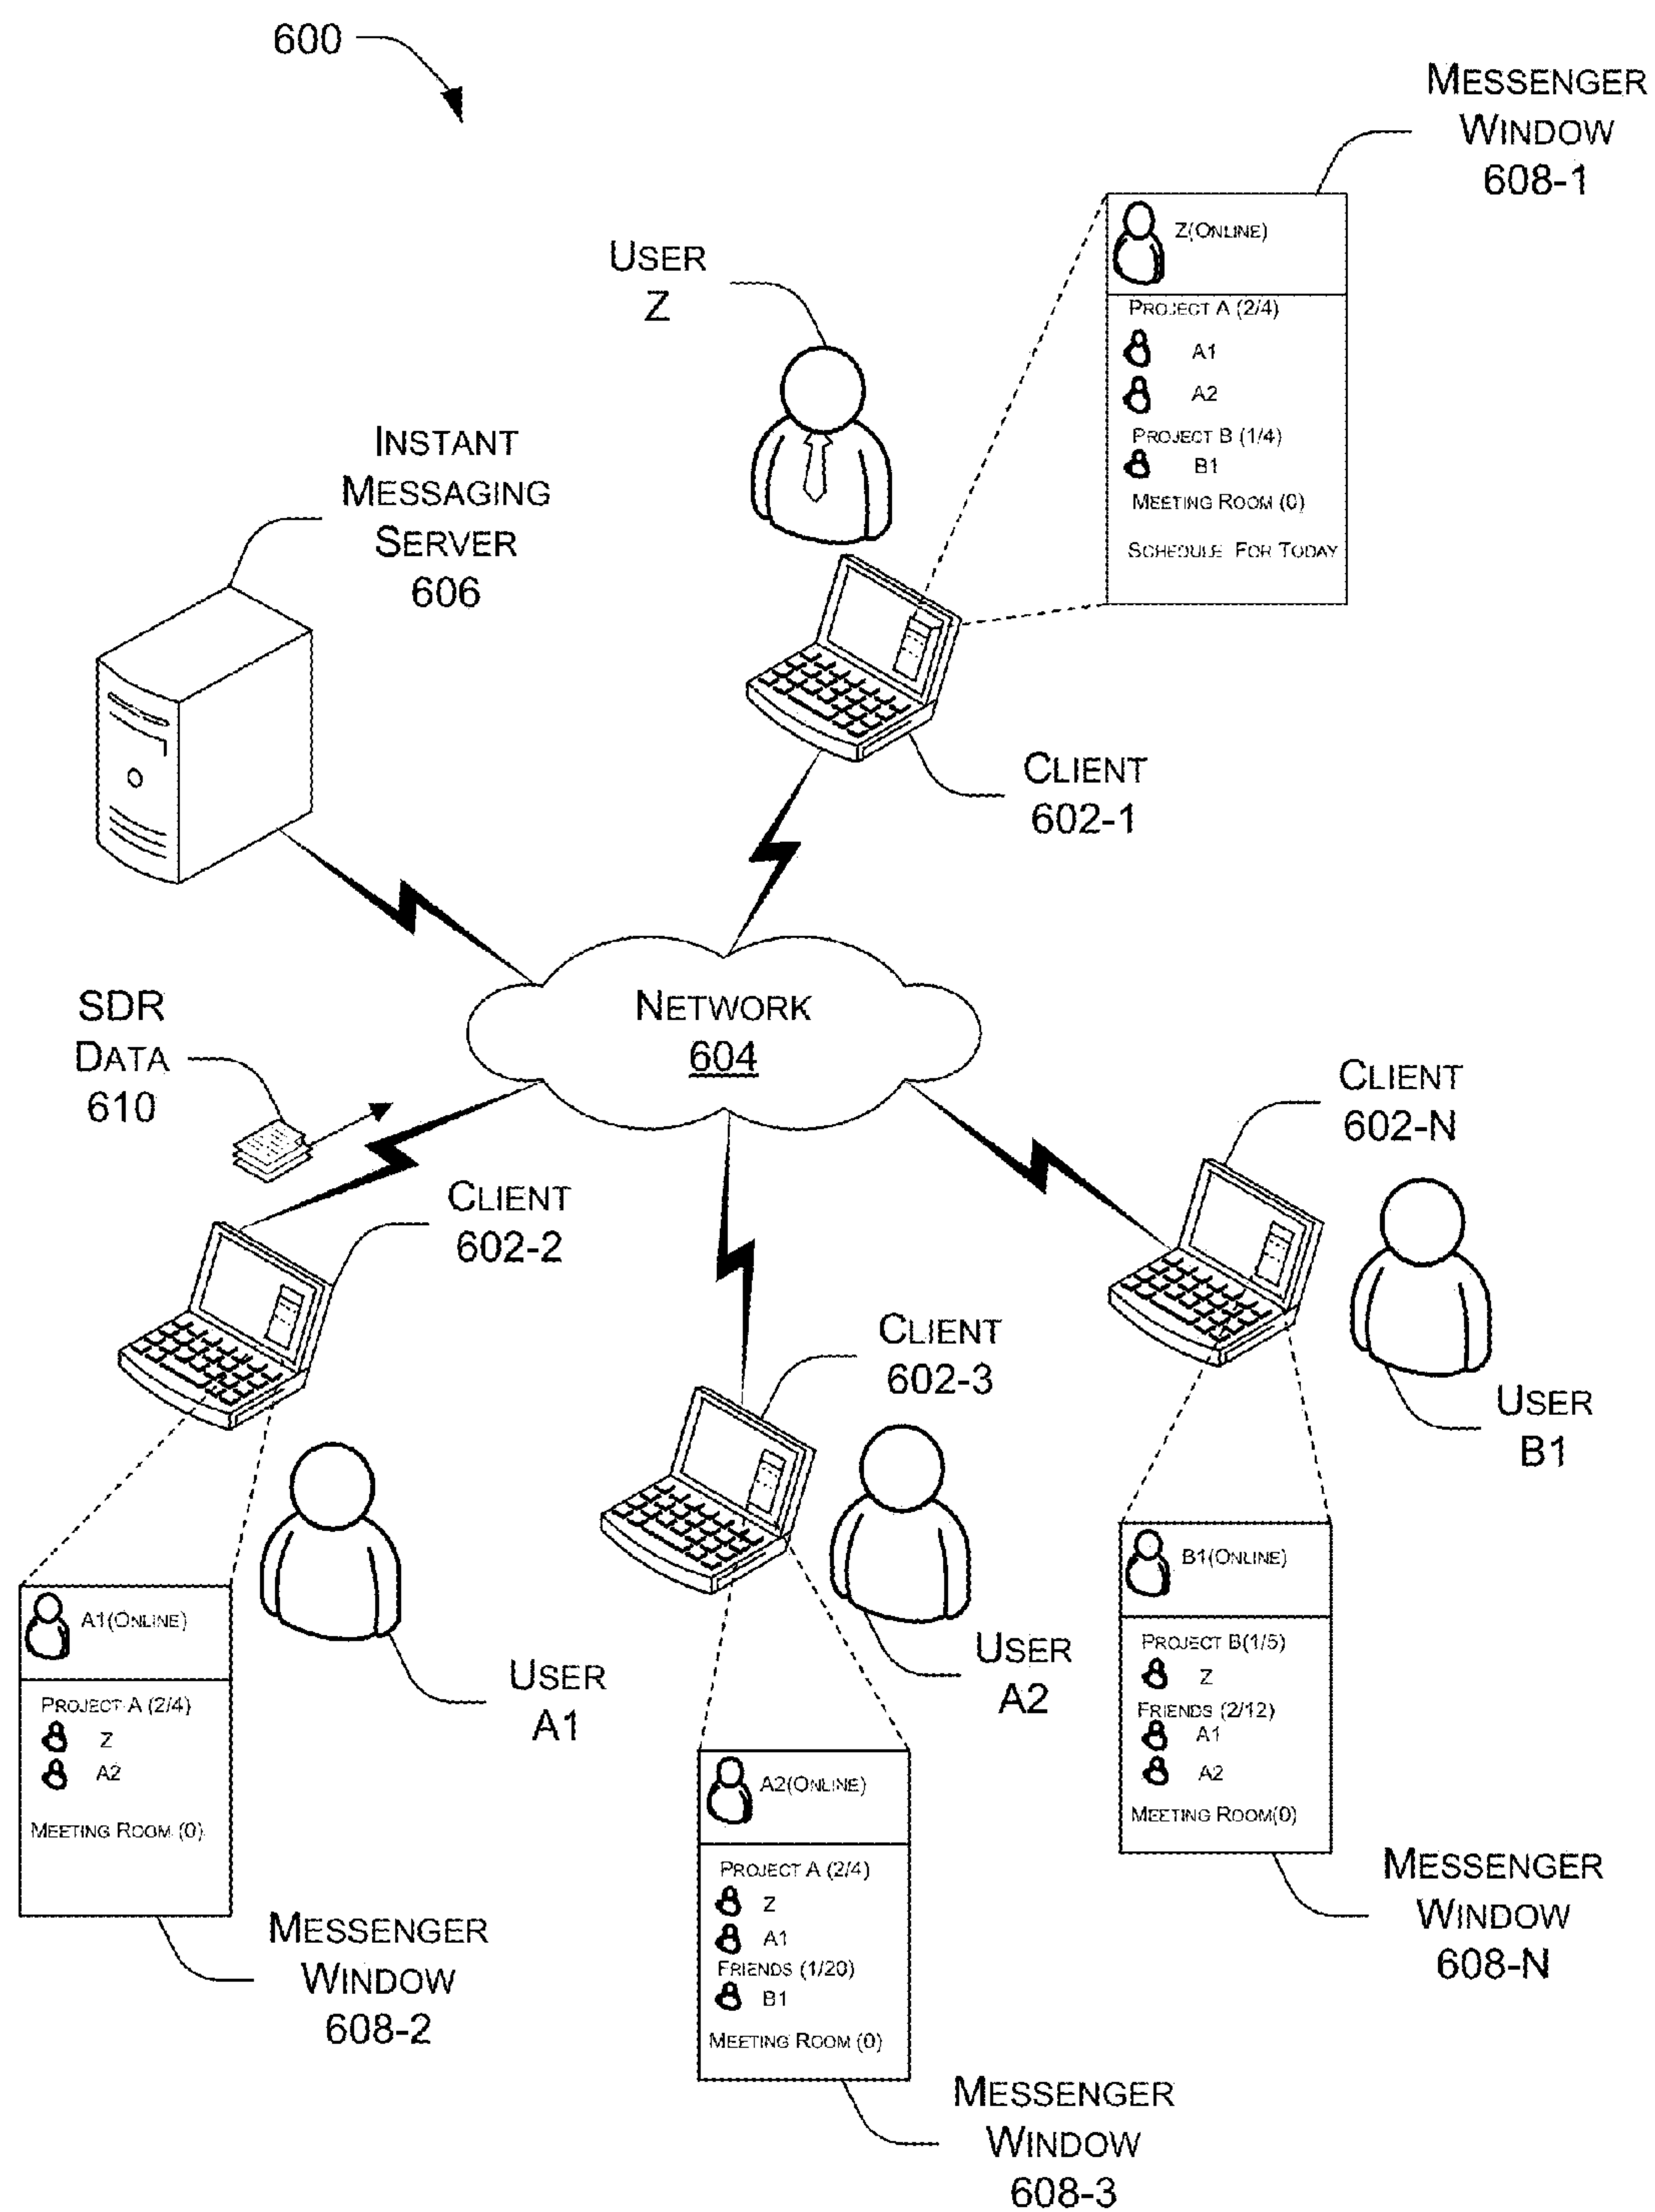 600
MESSENGER
WINDOW
608-1
Z(ONLINE)
PROJECT A (2/4)
A1
A2
PROJECT B (1/4)
B1
MEETING ROOM (0)
SCHEDULE FOR TODAY
USER
Z
INSTANT
MESSAGING
SERVER
606
CLIENT
602-1
NETWORK
604
SDR
DATA
610
CLIENT
602-2
CLIENT
602-N
CLIENT
602-3
USER
B1
USER
A1
USER
A2
A1(ONLINE)
PROJECT A (2/4)
Z
A2
MEETING ROOM (0)
MESSENGER
WINDOW
608-2
A2(ONLINE)
PROJECT A (2/4)
Z
A1
FRIENDS (1/20)
B1
MEETING ROOM (0)
MESSENGER
WINDOW
608-3
B1(ONLINE)
PROJECT B(1/5)
Z
FRIENDS (2/12)
A1
A2
MEETING ROOM(0)
MESSENGER
WINDOW
608-N